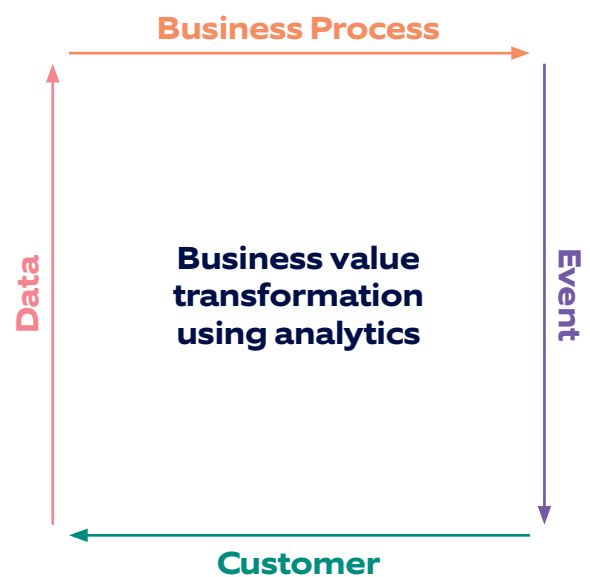 Business Process
Data
Business value
transformation
using analytics
Event
Customer